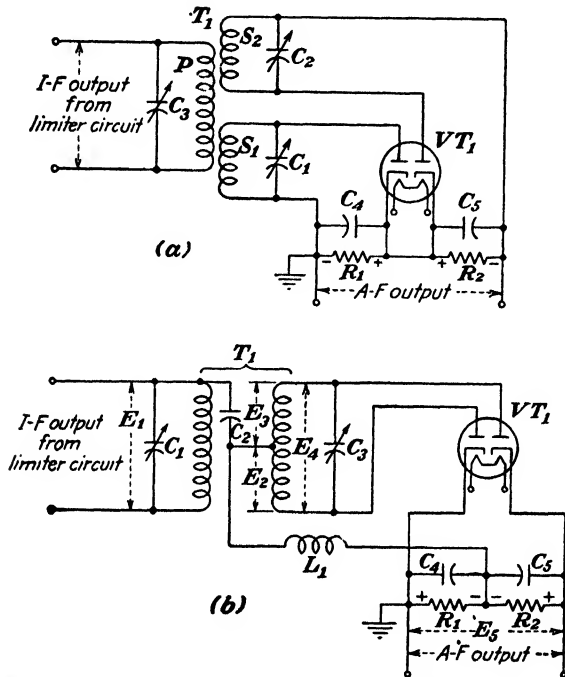 T1
S2
C2
P
I-F output
from
limiter circuit
C3
S1
C1
VT1
C4
C5
(a)
- R1 +
+ R2 -
A-F output
T1
I-F output
from
limiter circuit
E1
C1
C2
E3
E2
E4
C3
VT1
L1
C4
C5
(b)
+ R1 -
- R2 +
E5
A-F output